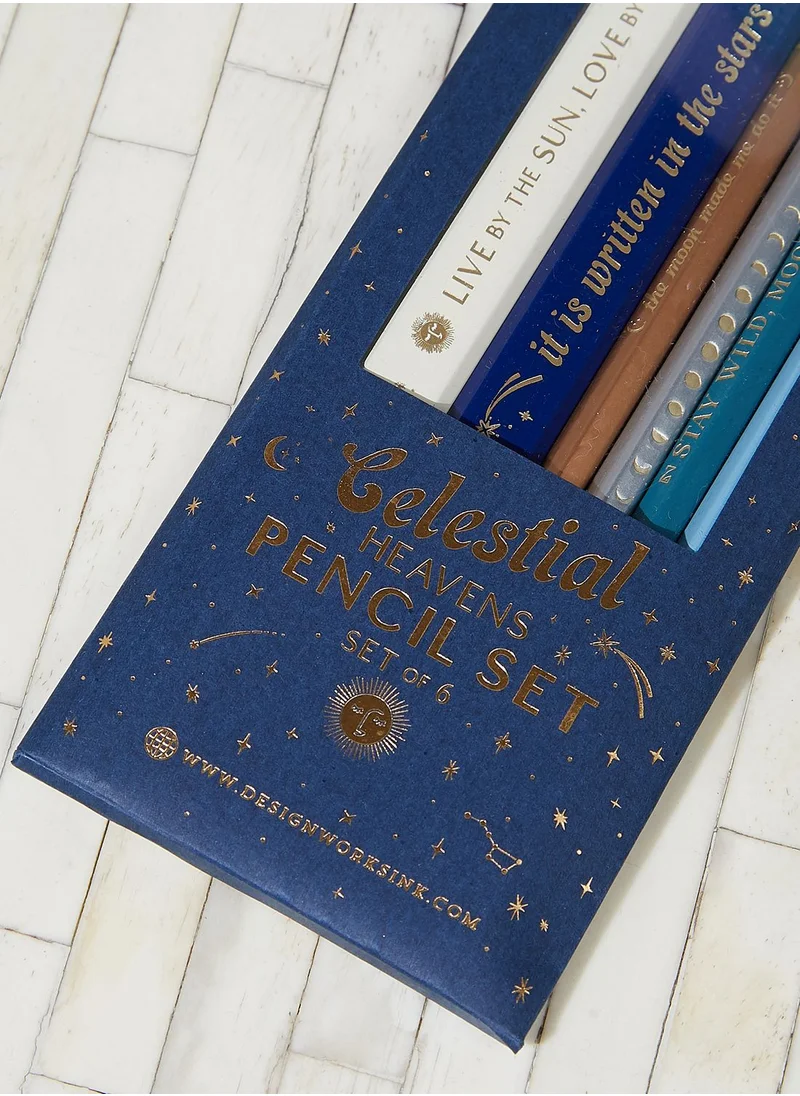 LIVE BY THE SUN, LOVE BY
it is written in the stars
the moon made me do it
STAY WILD, MOO
Celestial
HEAVENS
PENCIL SET
SET OF 6
WWW.DESIGNWORKSINK.COM